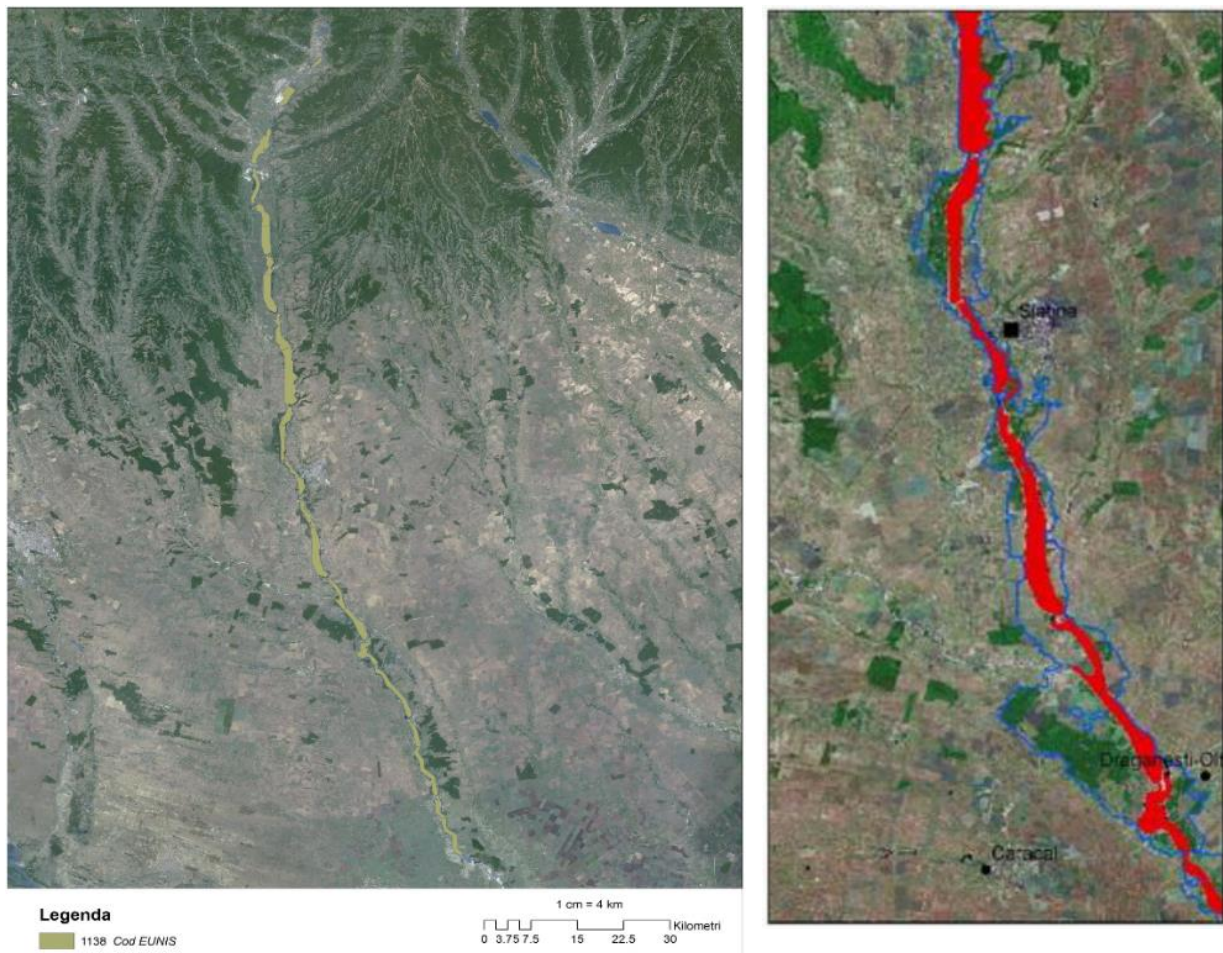 Slatina
Draganesti-Olt
Caracal
Legenda
1138 Cod EUNIS
1 cm = 4 km
Kilometri
0 3.75 7.5 15 22.5 30